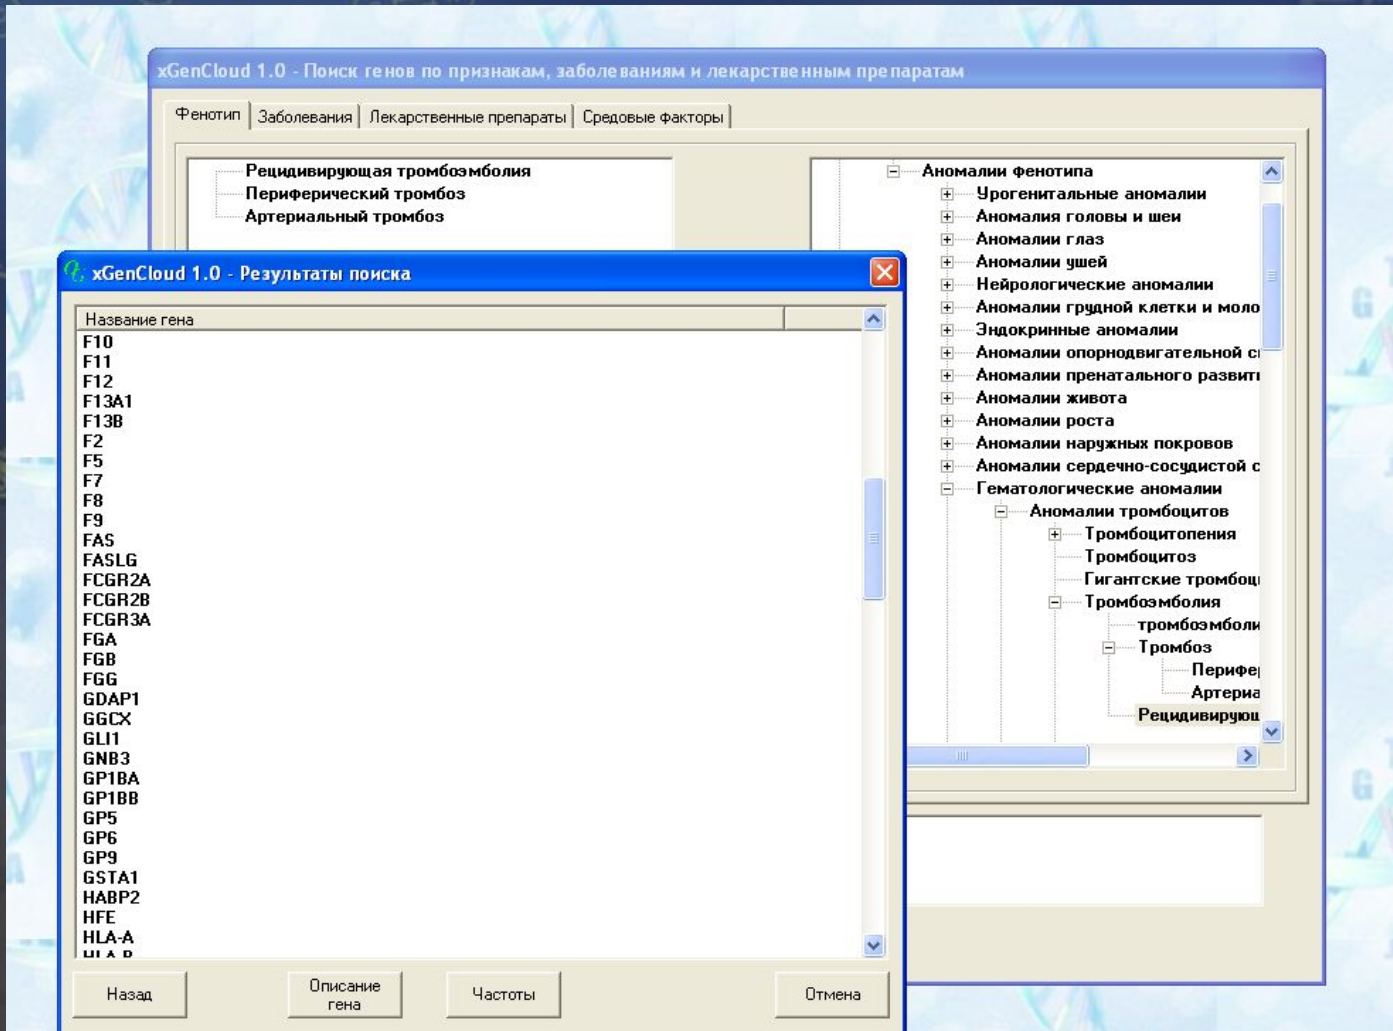 xGenCloud 1.0 - Поиск генов по признакам, заболеваниям и лекарственным препаратам
Фенотип
Заболевания
Лекарственные препараты
Средовые факторы
Рецидивирующая тромбоэмболия
Периферический тромбоз
Артериальный тромбоз
Аномалии фенотипа
Урогенитальные аномалии
Аномалия головы и шеи
Аномалии глаз
Аномалии ушей
Нейрологические аномалии
Аномалии грудной клетки и моло
Эндокринные аномалии
Аномалии опорнодвигательной с
Аномалии пренатального развит
Аномалии живота
Аномалии роста
Аномалии наружных покровов
Аномалии сердечно-сосудистой с
Гематологические аномалии
Аномалии тромбоцитов
Тромбоцитопения
Тромбоцитоз
Гигантские тромбоц
Тромбоэмболия
тромбоэмболи
Тромбоз
Перифе
Артериа
Рецидивирующ
xGenCloud 1.0 - Результаты поиска
Название гена
F10
F11
F12
F13A1
F13B
F2
F5
F7
F8
F9
FAS
FASLG
FCGR2A
FCGR2B
FCGR3A
FGA
FGB
FGG
GDAP1
GGCX
GLI1
GNB3
GP1BA
GP1BB
GP5
GP6
GP9
GSTA1
HABP2
HFE
HLA-A
Назад
Описание
гена
Частоты
Отмена